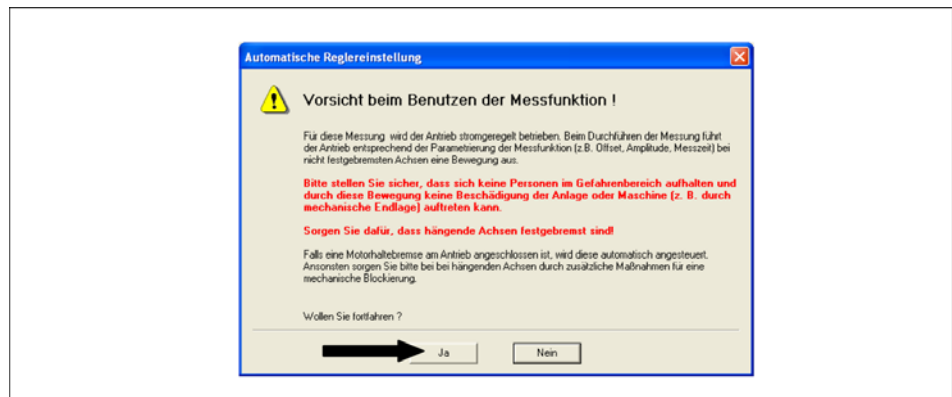 Automatische Reglereinstellung
Vorsicht beim Benutzen der Messfunktion !
Für diese Messung wird der Antrieb stromgeregelt betrieben. Beim Durchführen der Messung führt
der Antrieb entsprechend der Parametrierung der Messfunktion (z.B. Offset, Amplitude, Messzeit) bei
nicht festgebremsten Achsen eine Bewegung aus.
Bitte stellen Sie sicher, dass sich keine Personen im Gefahrenbereich aufhalten und
durch diese Bewegung keine Beschädigung der Anlage oder Maschine (z. B. durch
mechanische Endlage) auftreten kann.
Sorgen Sie dafür, dass hängende Achsen festgebremst sind!
Falls eine Motorhaltebremse am Antrieb angeschlossen ist, wird diese automatisch angesteuert.
Ansonsten sorgen Sie bitte bei bei hängenden Achsen durch zusätzliche Maßnahmen für eine
mechanische Blockierung.
Wollen Sie fortfahren ?
Ja
Nein